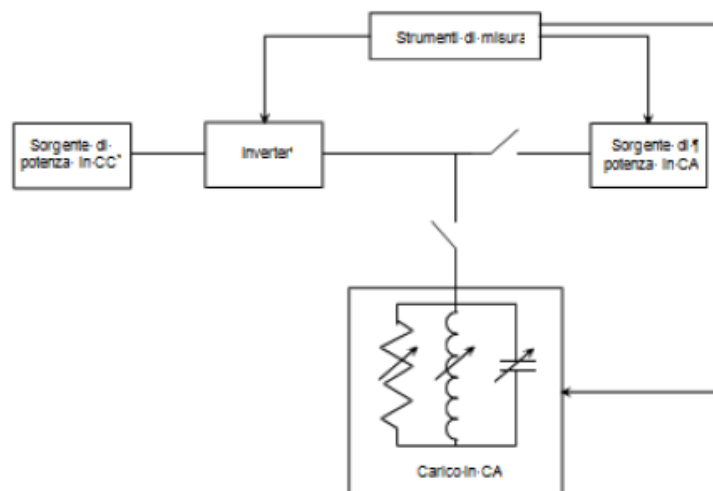 Strumenti·di·misura
Sorgente·di·
potenza·in·CC"
Inverter'
Sorgente·di·¶
potenza·in·CA
Carico·in·CA